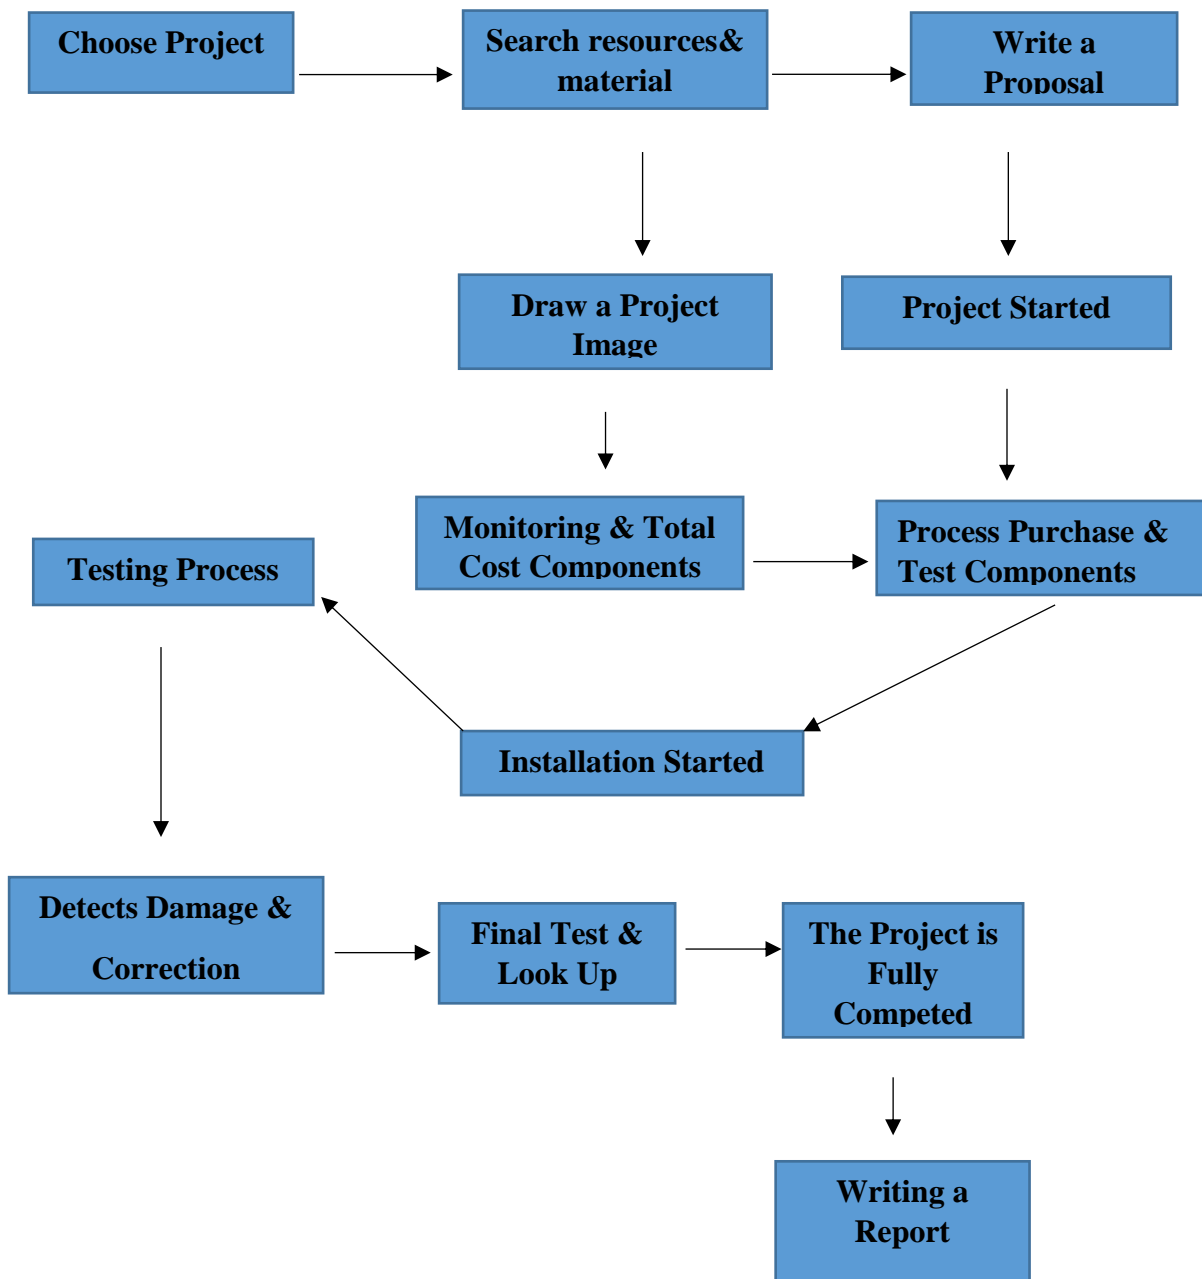 Choose Project
Search resources&
material
Write a
Proposal
Draw a Project
Image
Project Started
Monitoring & Total
Cost Components
Process Purchase &
Test Components
Testing Process
Installation Started
Detects Damage &
Correction
Final Test &
Look Up
The Project is
Fully
Competed
Writing a
Report